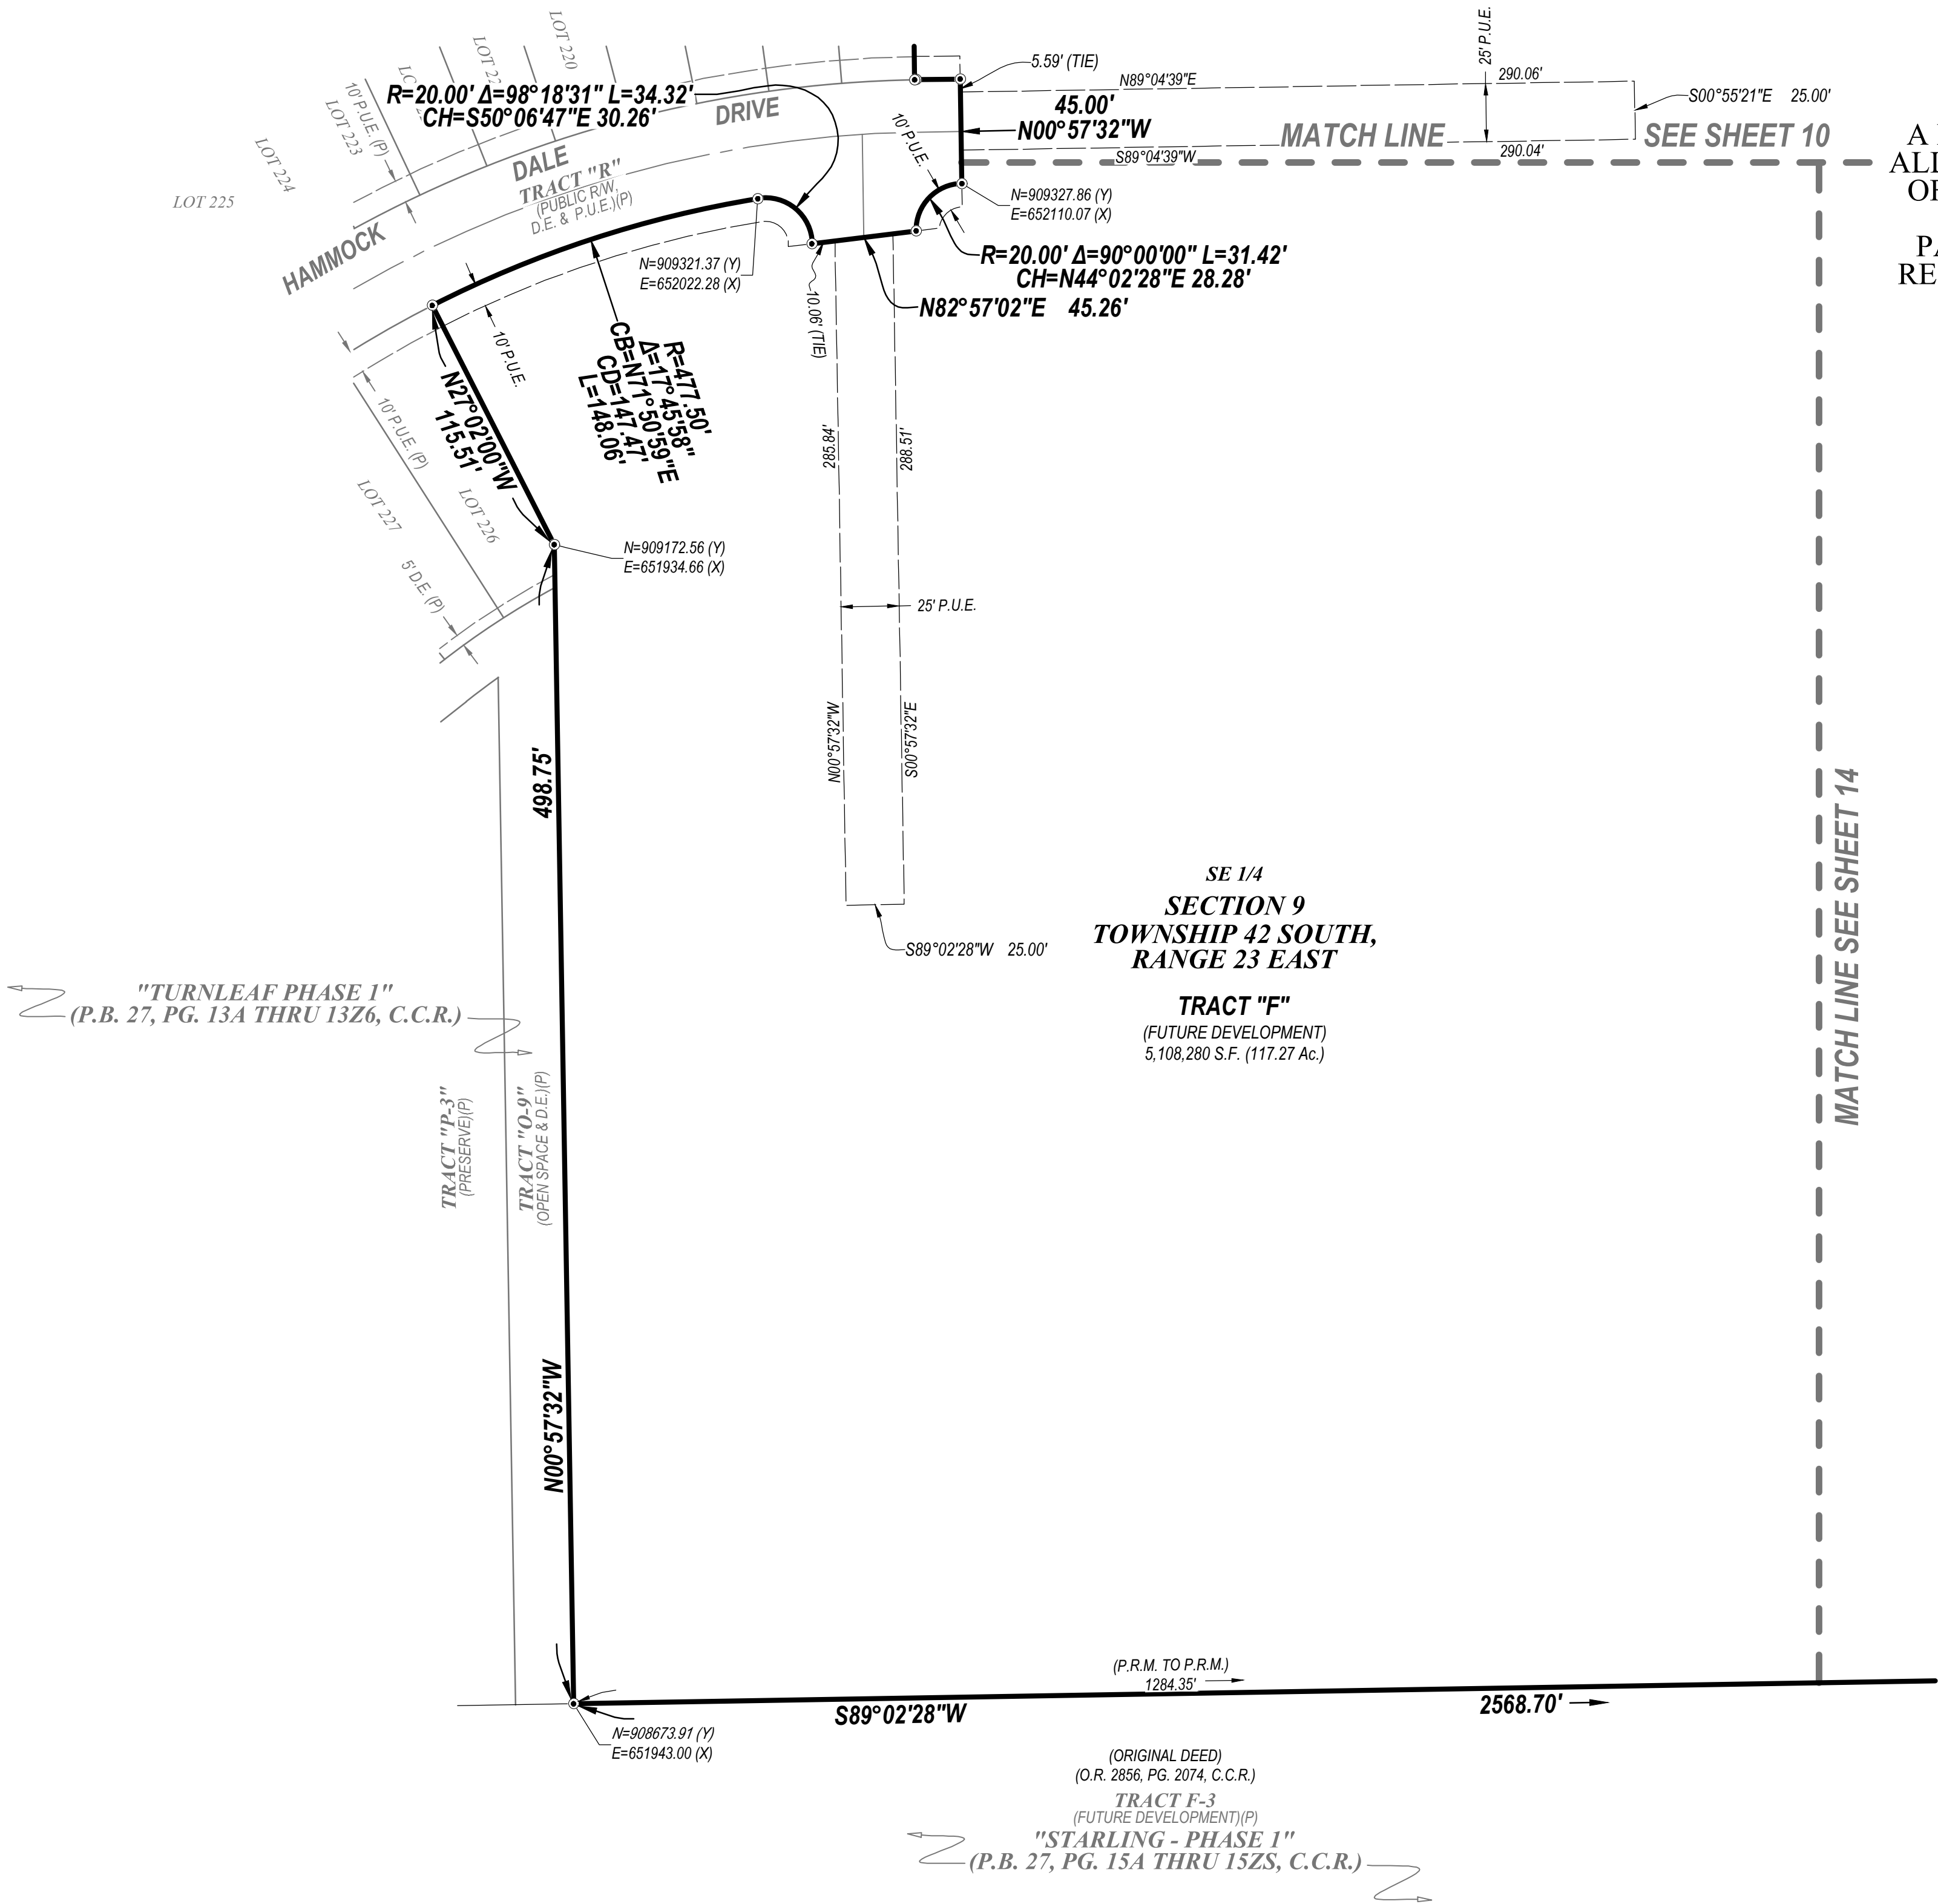 LOT 220
LOT 223
LOT 224
LOT 225
10' P.U.E. (P)
R=20.00' Δ=98°18'31" L=34.32'
CH=S50°06'47"E 30.26'
HAMMOCK
DALE
DRIVE
TRACT "R"
(PUBLIC R/W,
D.E. & P.U.E.)(P)
5.59' (TIE)
N89°04'39"E
290.06'
25' P.U.E.
S00°55'21"E 25.00'
45.00'
N00°57'32"W
10' P.U.E.
MATCH LINE
SEE SHEET 10
S89°04'39"W
290.04'
N=909327.86 (Y)
E=652110.07 (X)
R=20.00' Δ=90°00'00" L=31.42'
CH=N44°02'28"E 28.28'
N82°57'02"E 45.26'
N=909321.37 (Y)
E=652022.28 (X)
10.06' (TIE)
10' P.U.E.
R=477.50'
Δ=17°45'58"
CB=N71°50'59"E
CD=147.47'
L=148.06'
N27°02'00"W
115.51'
10' P.U.E. (P)
LOT 227
LOT 226
5' D.E. (P)
N=909172.56 (Y)
E=651934.66 (X)
285.84'
288.51'
25' P.U.E.
N00°57'32"W
S00°57'32"E
S89°02'28"W 25.00'
498.75'
N00°57'32"W
SE 1/4
SECTION 9
TOWNSHIP 42 SOUTH,
RANGE 23 EAST
TRACT "F"
(FUTURE DEVELOPMENT)
5,108,280 S.F. (117.27 Ac.)
MATCH LINE SEE SHEET 14
"TURNLEAF PHASE 1"
(P.B. 27, PG. 13A THRU 13Z6, C.C.R.)
TRACT "P-3"
(PRESERVE)(P)
TRACT "O-9"
(OPEN SPACE & D.E.)(P)
(P.R.M. TO P.R.M.)
1284.35'
S89°02'28"W
2568.70'
N=908673.91 (Y)
E=651943.00 (X)
(ORIGINAL DEED)
(O.R. 2856, PG. 2074, C.C.R.)
TRACT F-3
(FUTURE DEVELOPMENT)(P)
"STARLING - PHASE 1"
(P.B. 27, PG. 15A THRU 15ZS, C.C.R.)